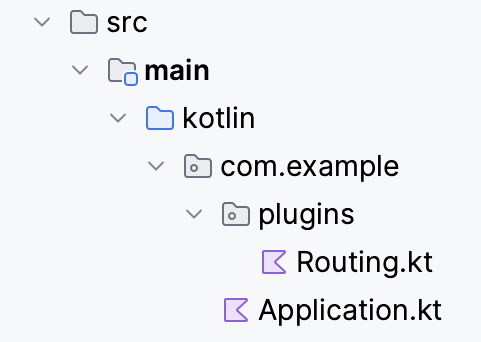 src
main
kotlin
com.example
plugins
Routing.kt
Application.kt